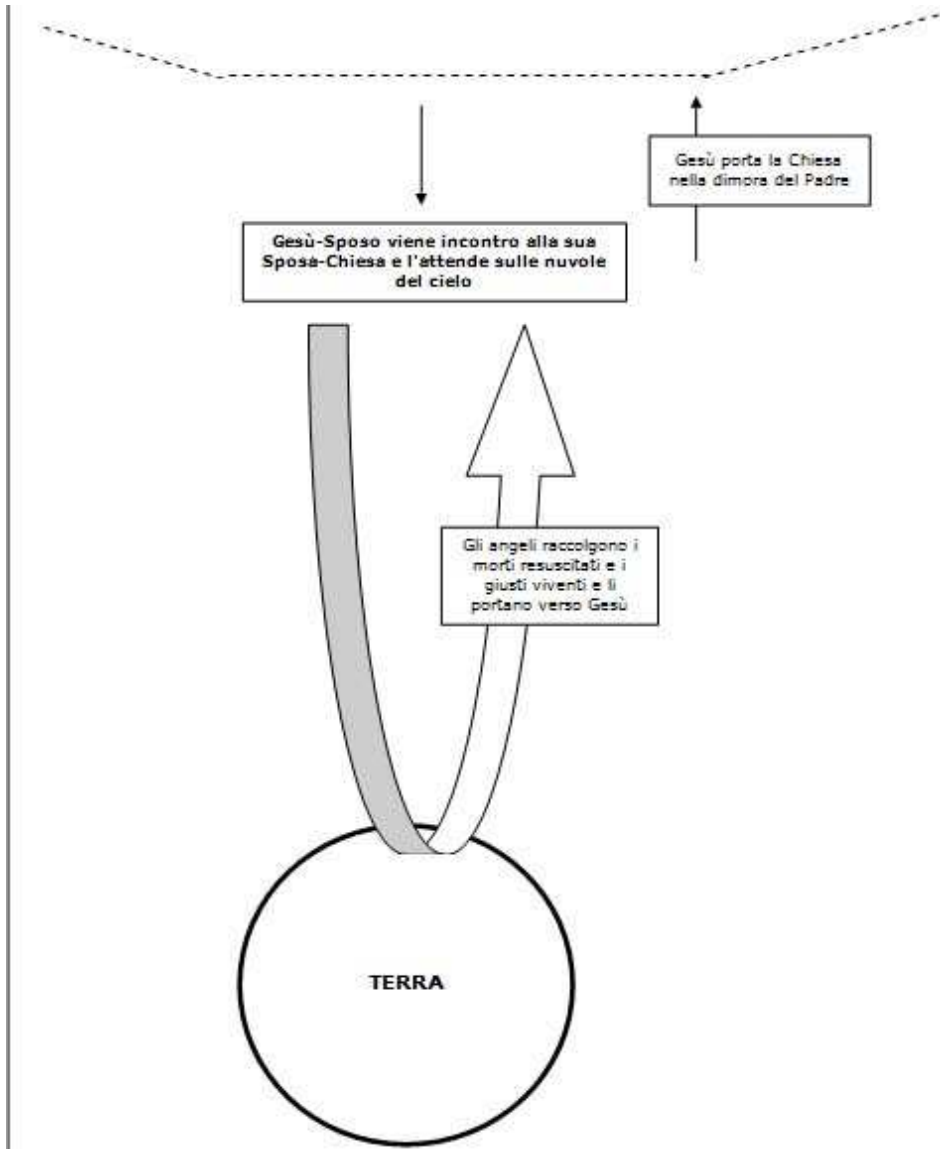 Gesù porta la Chiesa
nella dimora del Padre
Gesù-Sposo viene incontro alla sua
Sposa-Chiesa e l'attende sulle nuvole
del cielo
Gli angeli raccolgono i
morti resuscitati e i
giusti viventi e li
portano verso Gesù
TERRA